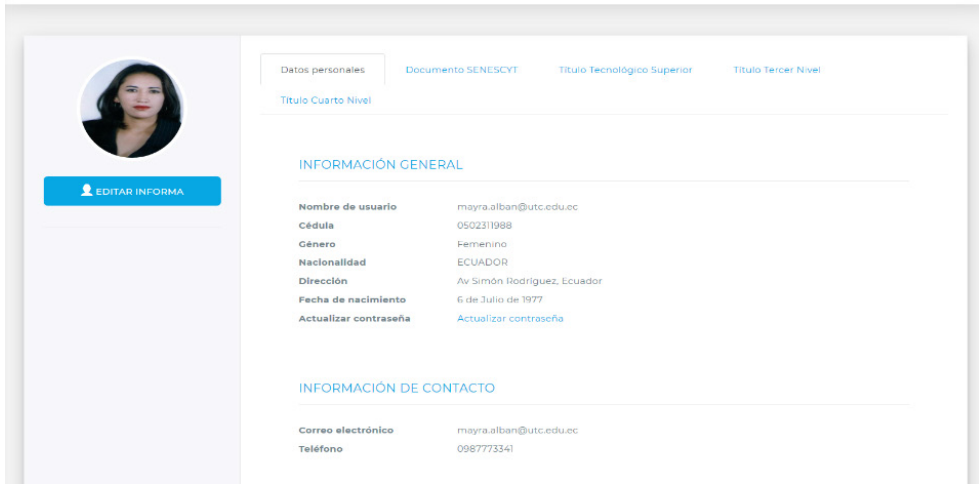 Datos personales
Documento SENESCYT
Título Tecnológico Superior
Título Tercer Nivel
Título Cuarto Nivel
EDITAR INFORMA
INFORMACIÓN GENERAL
Nombre de usuario mayra.alban@utc.edu.ec
Cédula 0502311988
Género Femenino
Nacionalidad ECUADOR
Dirección Av Simón Rodríguez, Ecuador
Fecha de nacimiento 6 de Julio de 1977
Actualizar contraseña Actualizar contraseña
INFORMACIÓN DE CONTACTO
Correo electrónico mayra.alban@utc.edu.ec
Teléfono 0987773341